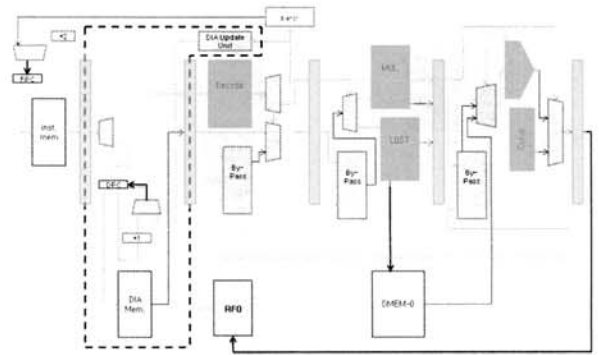 +2
DIA Update
Unit
Decode
Inst.
mem.
MUL
LDST
By-
Pass
By-
Pass
By-
Pass
DPC
+1
DIA
Mem.
RF0
DMEM-0